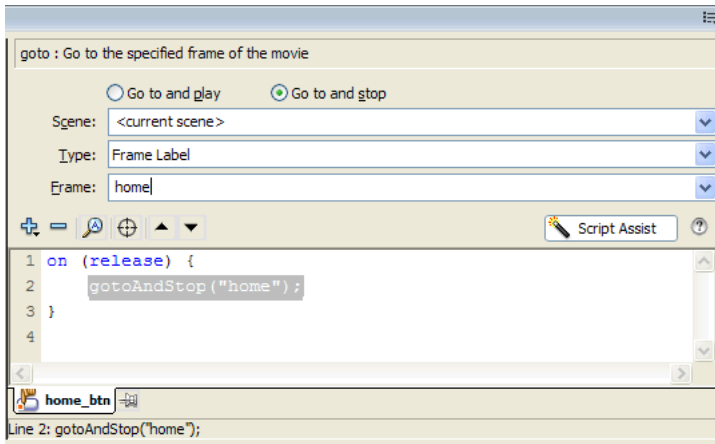 goto : Go to the specified frame of the movie
Go to and play Go to and stop
Scene: <current scene>
Type: Frame Label
Frame: home
Script Assist ?
1 on (release) {
2 gotoAndStop("home");
3 }
4
home_btn
Line 2: gotoAndStop("home");